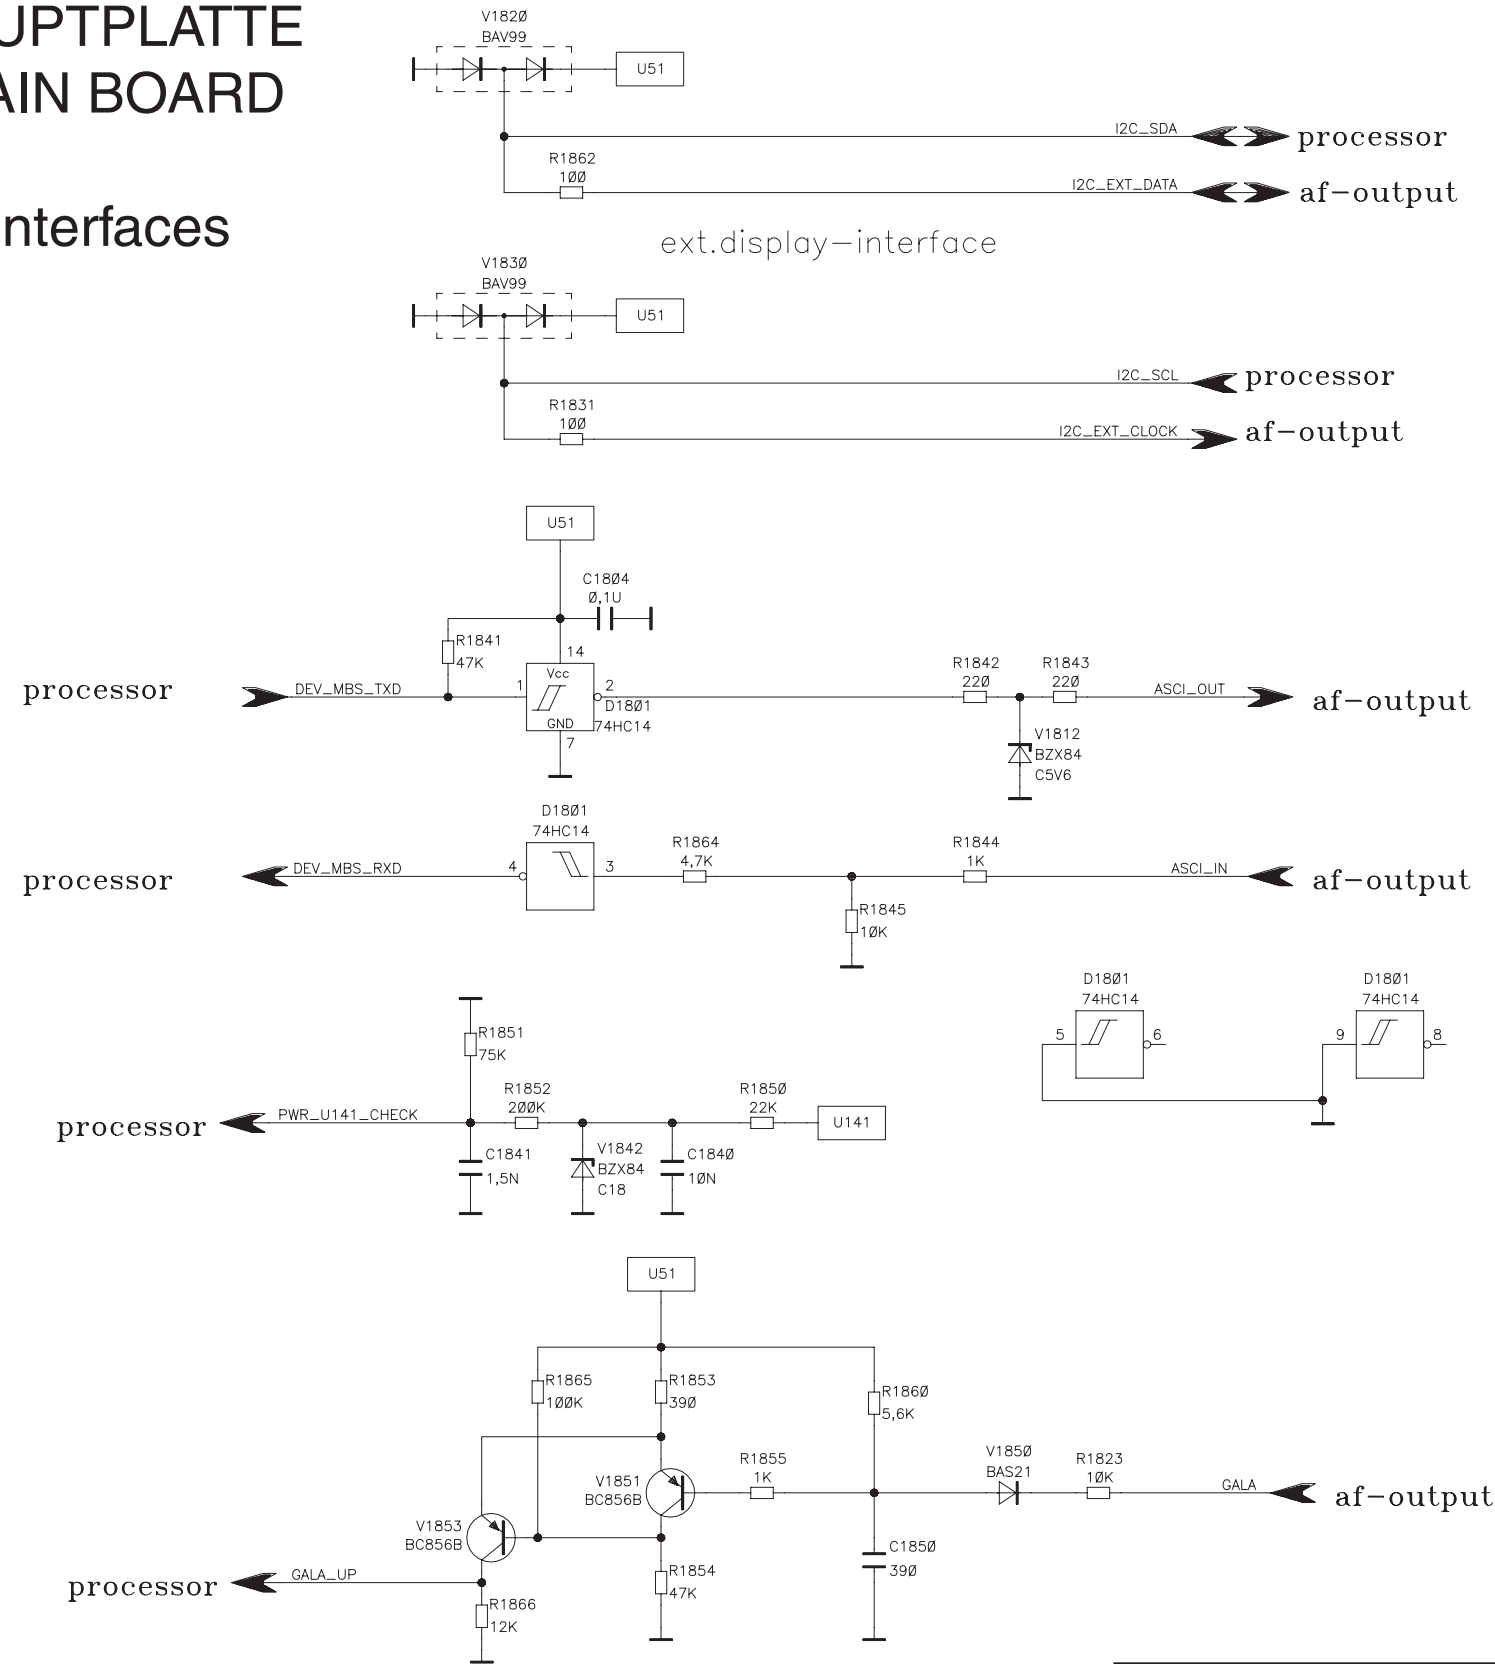 UPTPLATTE
AIN BOARD
nterfaces
V182Ø
BAV99
U51
I2C_SDA
processor
R1862
1ØØ
I2C_EXT_DATA
af-output
ext.display-interface
V183Ø
BAV99
U51
I2C_SCL
processor
R1831
1ØØ
I2C_EXT_CLOCK
af-output
U51
C18Ø4
Ø,1U
R1841
47K
14
Vcc
processor
DEV_MBS_TXD
1
2
GND
7
D18Ø1
74HC14
R1842
22Ø
R1843
22Ø
ASCI_OUT
af-output
V1812
BZX84
C5V6
D18Ø1
74HC14
processor
DEV_MBS_RXD
4
3
R1864
4,7K
R1844
1K
ASCI_IN
af-output
R1845
1ØK
D18Ø1
74HC14
5
6
D18Ø1
74HC14
9
8
R1851
75K
processor
PWR_U141_CHECK
R1852
2ØØK
R185Ø
22K
U141
C1841
1,5N
V1842
BZX84
C18
C184Ø
1ØN
U51
R1865
1ØØK
R1853
39Ø
R186Ø
5,6K
V1851
BC856B
R1855
1K
V185Ø
BAS21
R1823
1ØK
GALA
af-output
V1853
BC856B
C185Ø
39Ø
processor
GALA_UP
R1854
47K
R1866
12K